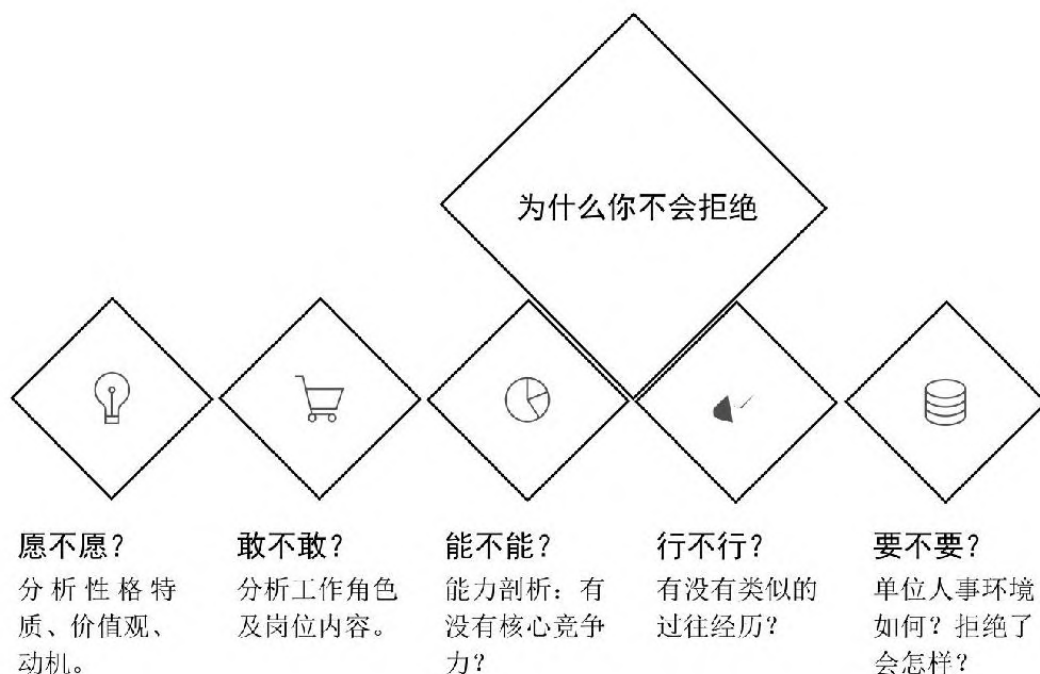 为什么你不会拒绝
愿不愿？
分析性格特
质、价值观、
动机。
敢不敢？
分析工作角色
及岗位内容。
能不能？
能力剖析：有
没有核心竞争
力？
行不行？
有没有类似的
过往经历？
要不要？
单位人事环境
如何？拒绝了
会怎样？